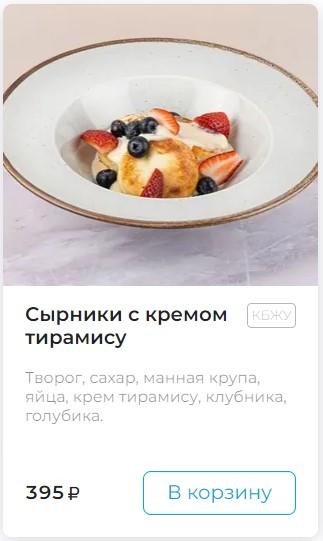 Сырники с кремом
КБЖУ
тирамису
Творог, сахар, манная крупа,
яйца, крем тирамису, клубника,
голубика.
395 ₽
В корзину